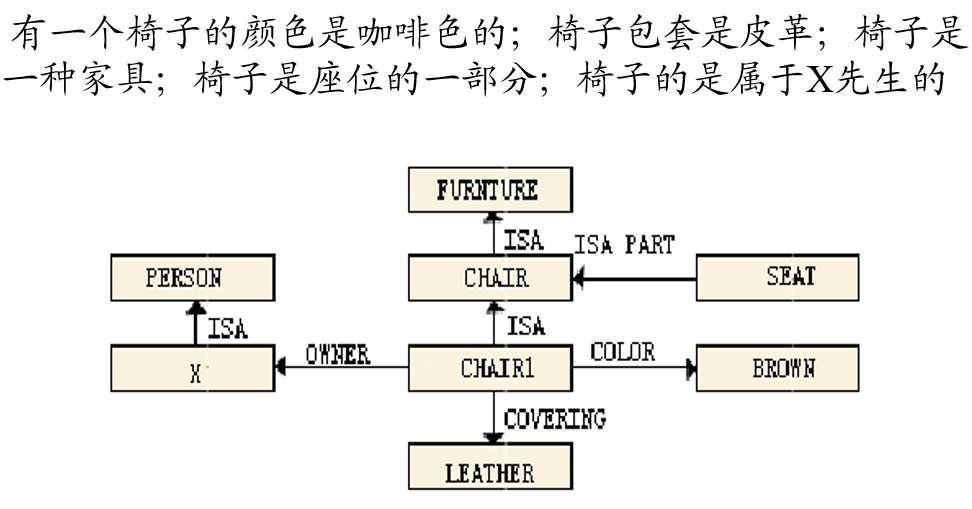 有一个椅子的颜色是咖啡色的；椅子包套是皮革；椅子是
一种家具；椅子是座位的一部分；椅子的是属于X先生的
FURNTURE
ISA
ISA PART
PERSON
CHAIR
SEAT
ISA
ISA
X
OWNER
CHAIR1
COLOR
BROWN
COVERING
LEATHER